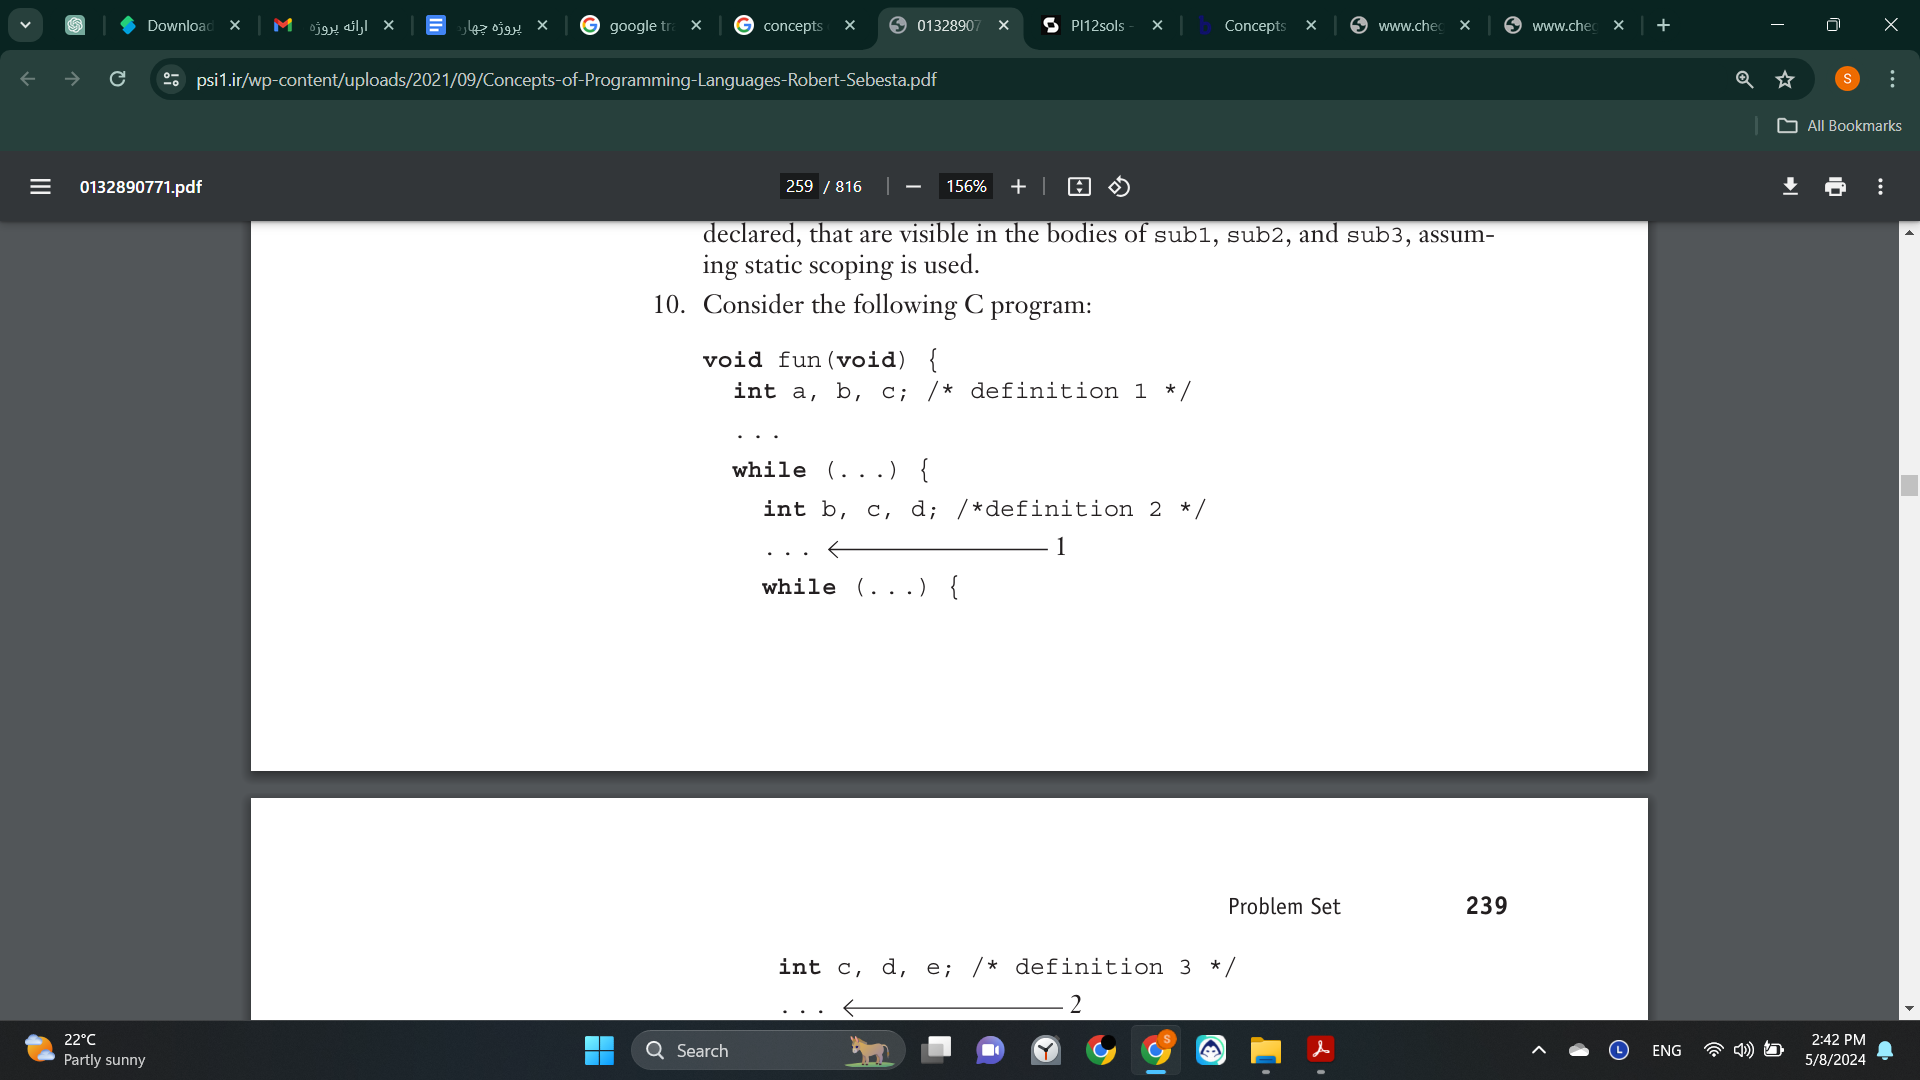 Download
ارائه پروژه
پروژه چهار
google tr
concepts
01328907
Pl12sols -
Concepts
www.che
www.che
psi1.ir/wp-content/uploads/2021/09/Concepts-of-Programming-Languages-Robert-Sebesta.pdf
S
All Bookmarks
0132890771.pdf
259 / 816
156%
declared, that are visible in the bodies of sub1, sub2, and sub3, assum-
ing static scoping is used.
10. Consider the following C program:
void fun(void) {
int a, b, c; /* definition 1 */
. . .
while (. . .) {
int b, c, d; /*definition 2 */
. . . 1
while (. . .) {
Problem Set 239
int c, d, e; /* definition 3 */
. . . 2
22°C
Partly sunny
Search
S
L
ENG
2:42 PM
5/8/2024